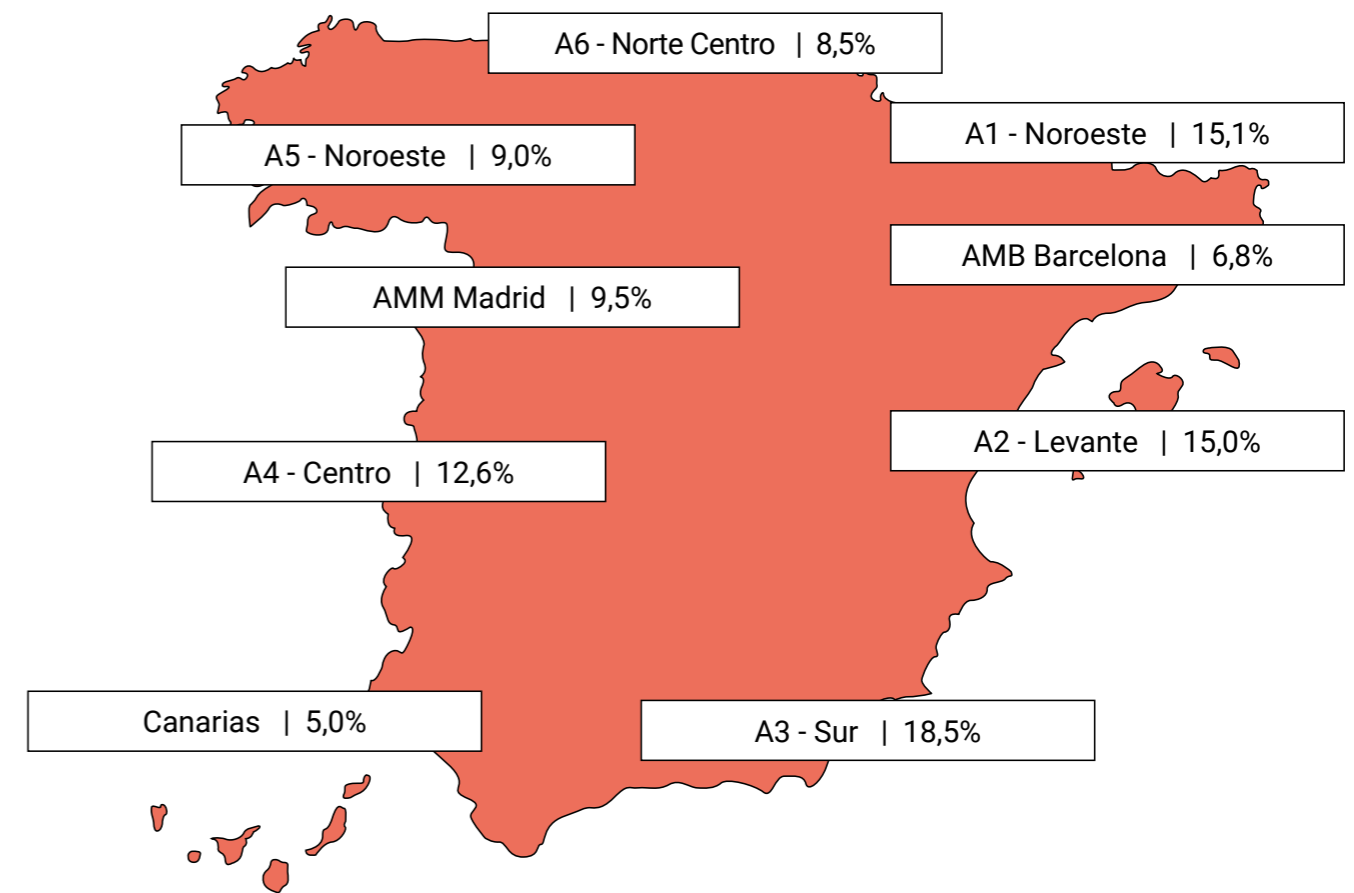 A6 - Norte Centro | 8,5%
A1 - Noroeste | 15,1%
A5 - Noroeste | 9,0%
AMB Barcelona | 6,8%
AMM Madrid | 9,5%
A2 - Levante | 15,0%
A4 - Centro | 12,6%
Canarias | 5,0%
A3 - Sur | 18,5%